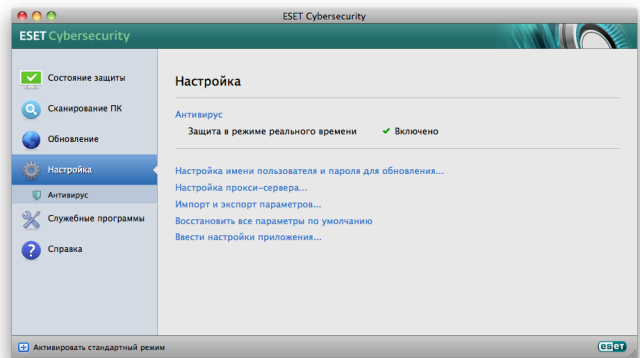 ESET Cybersecurity
ESET Cybersecurity
Состояние защиты
Сканирование ПК
Обновление
Настройка
Антивирус
Служебные программы
Справка
Настройка
Антивирус
Защита в режиме реального времени Включено
Настройка имени пользователя и пароля для обновления...
Настройка прокси-сервера...
Импорт и экспорт параметров...
Восстановить все параметры по умолчанию
Ввести настройки приложения...
Активировать стандартный режим
eset